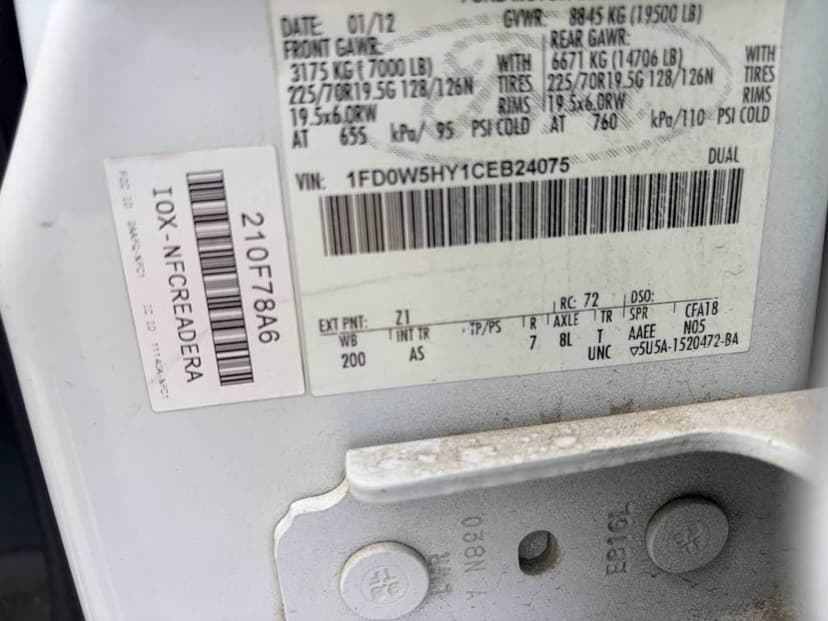 DATE: 01/12 GVWR: 8845 KG (19500 LB)
FRONT GAWR: REAR GAWR:
3175 KG ( 7000 LB) WITH 6671 KG (14706 LB) WITH
225/70R19.5G 128/126N TIRES 225/70R19.5G 128/126N TIRES
19.5x6.0RW RIMS 19.5x6.0RW RIMS
AT 655 kPa/ 95 PSI COLD AT 760 kPa/110 PSI COLD
DUAL
VIN: 1FD0W5HY1CEB24075
EXT PNT: Z1 RC: 72 DSO:
WB INT TR TP/PS R AXLE TR SPR CFAT8
200 AS 7 8L T AAEE N05
UNC ▽5U5A-1520472-BA
210F78A6
IOX-NFCREADERA
038N A
EB16L